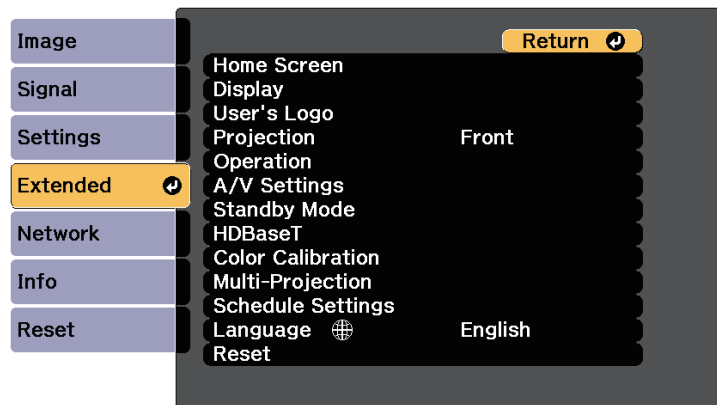 Image
Signal
Settings
Extended
Network
Info
Reset
Return
Home Screen
Display
User's Logo
Projection Front
Operation
A/V Settings
Standby Mode
HDBaseT
Color Calibration
Multi-Projection
Schedule Settings
Language English
Reset